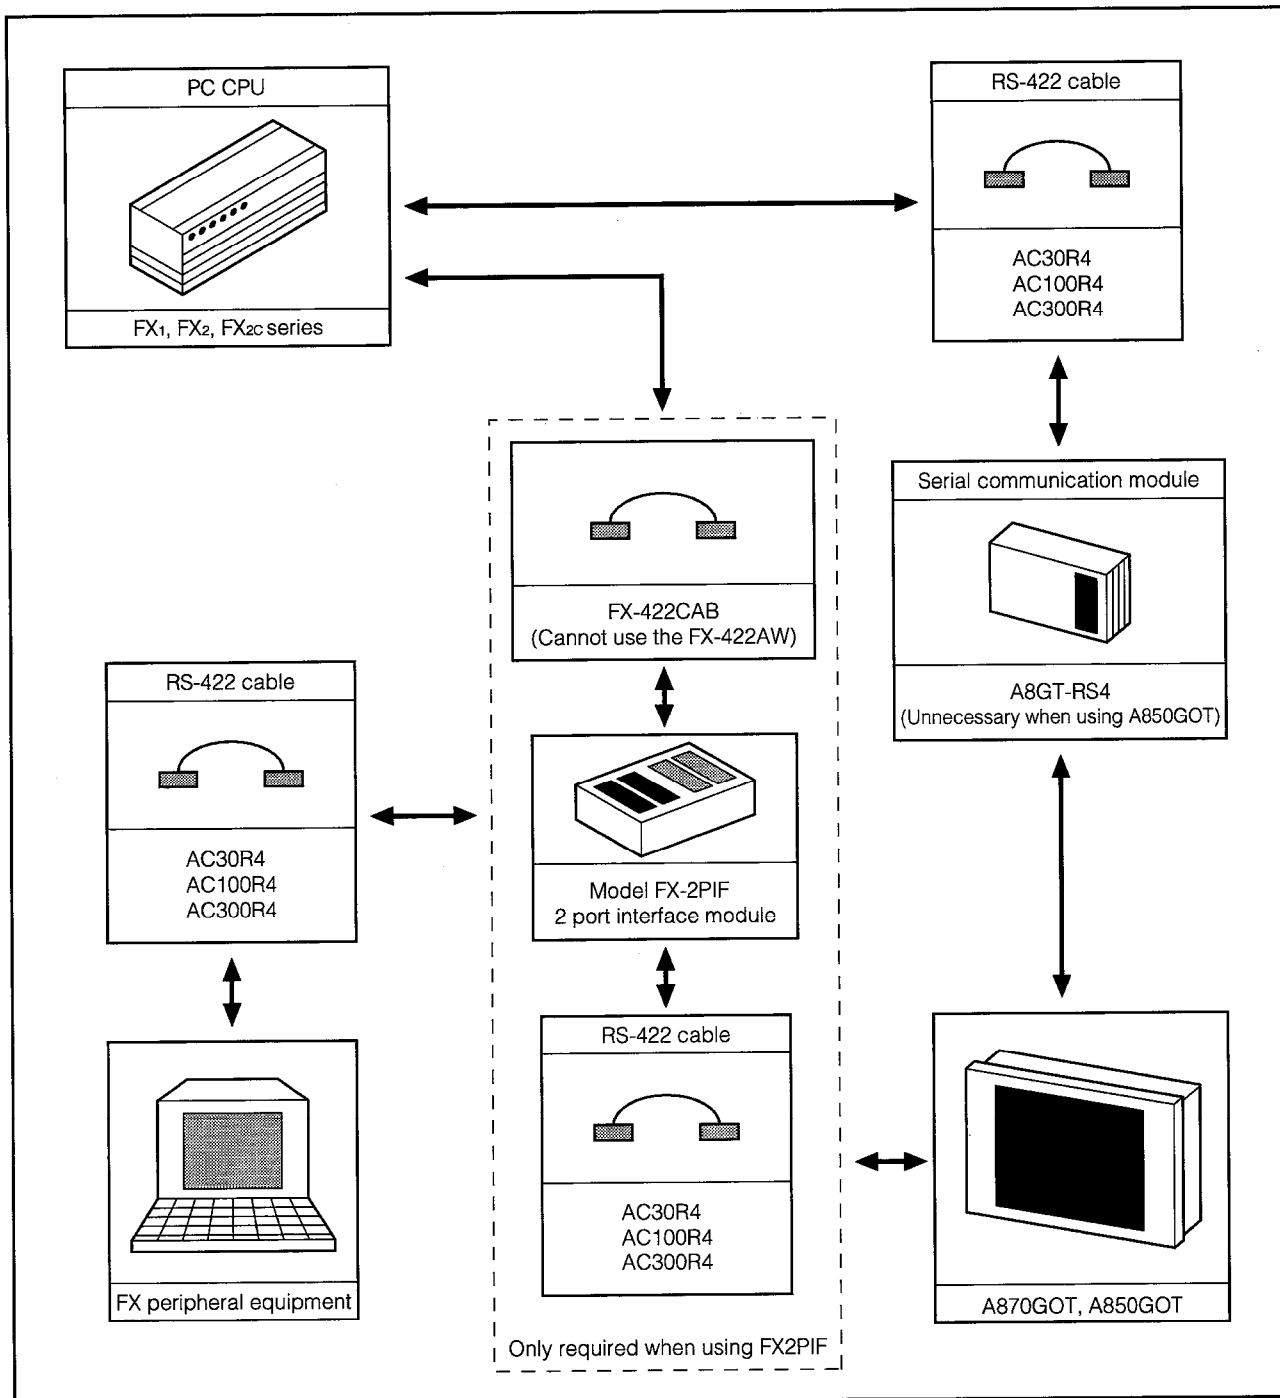 PC CPU
FX1, FX2, FX2C series
RS-422 cable
AC30R4
AC100R4
AC300R4
FX-422CAB
(Cannot use the FX-422AW)
Serial communication module
A8GT-RS4
(Unnecessary when using A850GOT)
RS-422 cable
AC30R4
AC100R4
AC300R4
Model FX-2PIF
2 port interface module
RS-422 cable
AC30R4
AC100R4
AC300R4
FX peripheral equipment
A870GOT, A850GOT
Only required when using FX2PIF